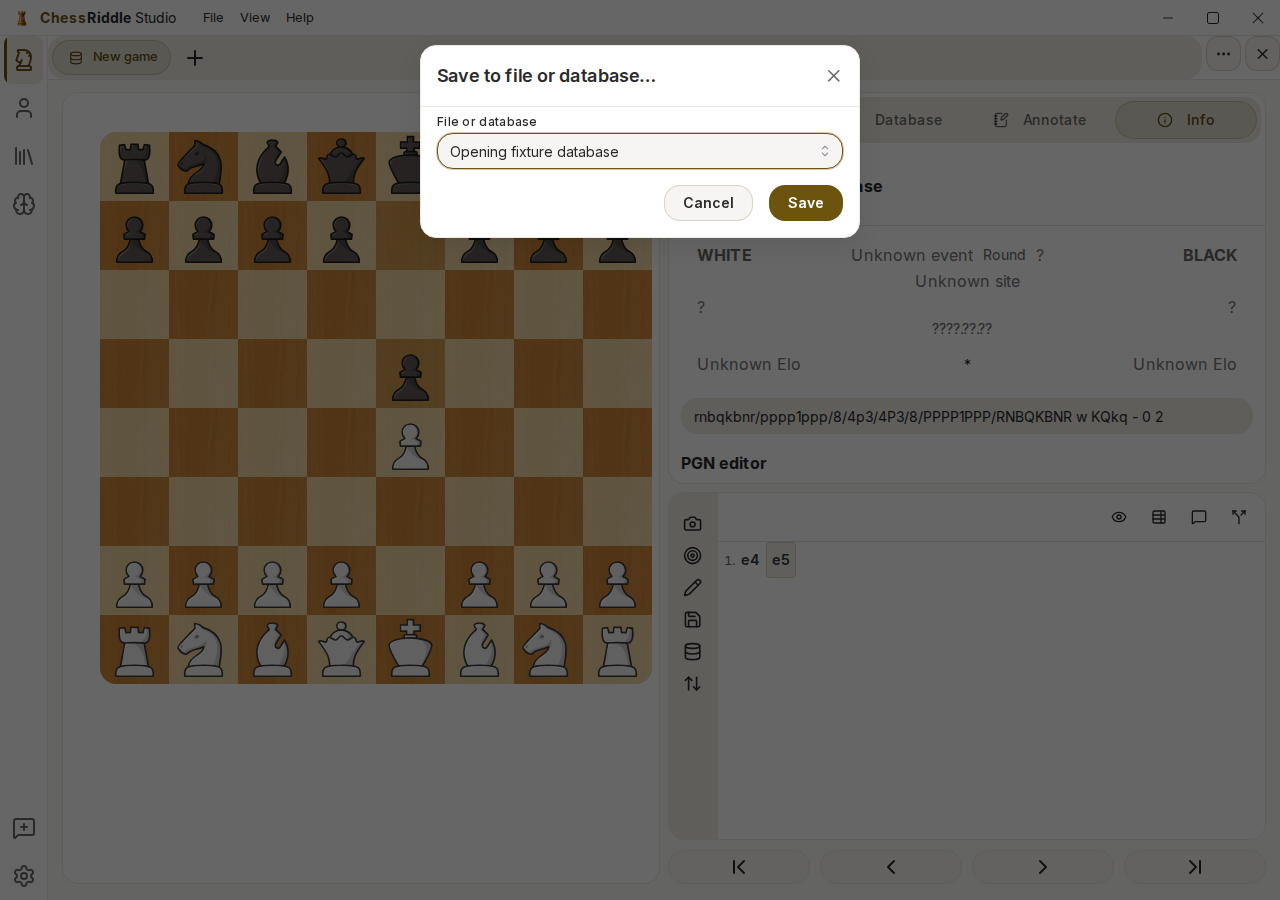 ChessRiddle Studio File View Help
New game
Save to file or database...
File or database
Opening fixture database
Cancel Save
Database Annotate Info
WHITE Unknown event Round ? BLACK
Unknown site
? ?
????.??.??
Unknown Elo * Unknown Elo
rnbqkbnr/pppp1ppp/8/4p3/4P3/8/PPPP1PPP/RNBQKBNR w KQkq - 0 2
PGN editor
1. e4 e5